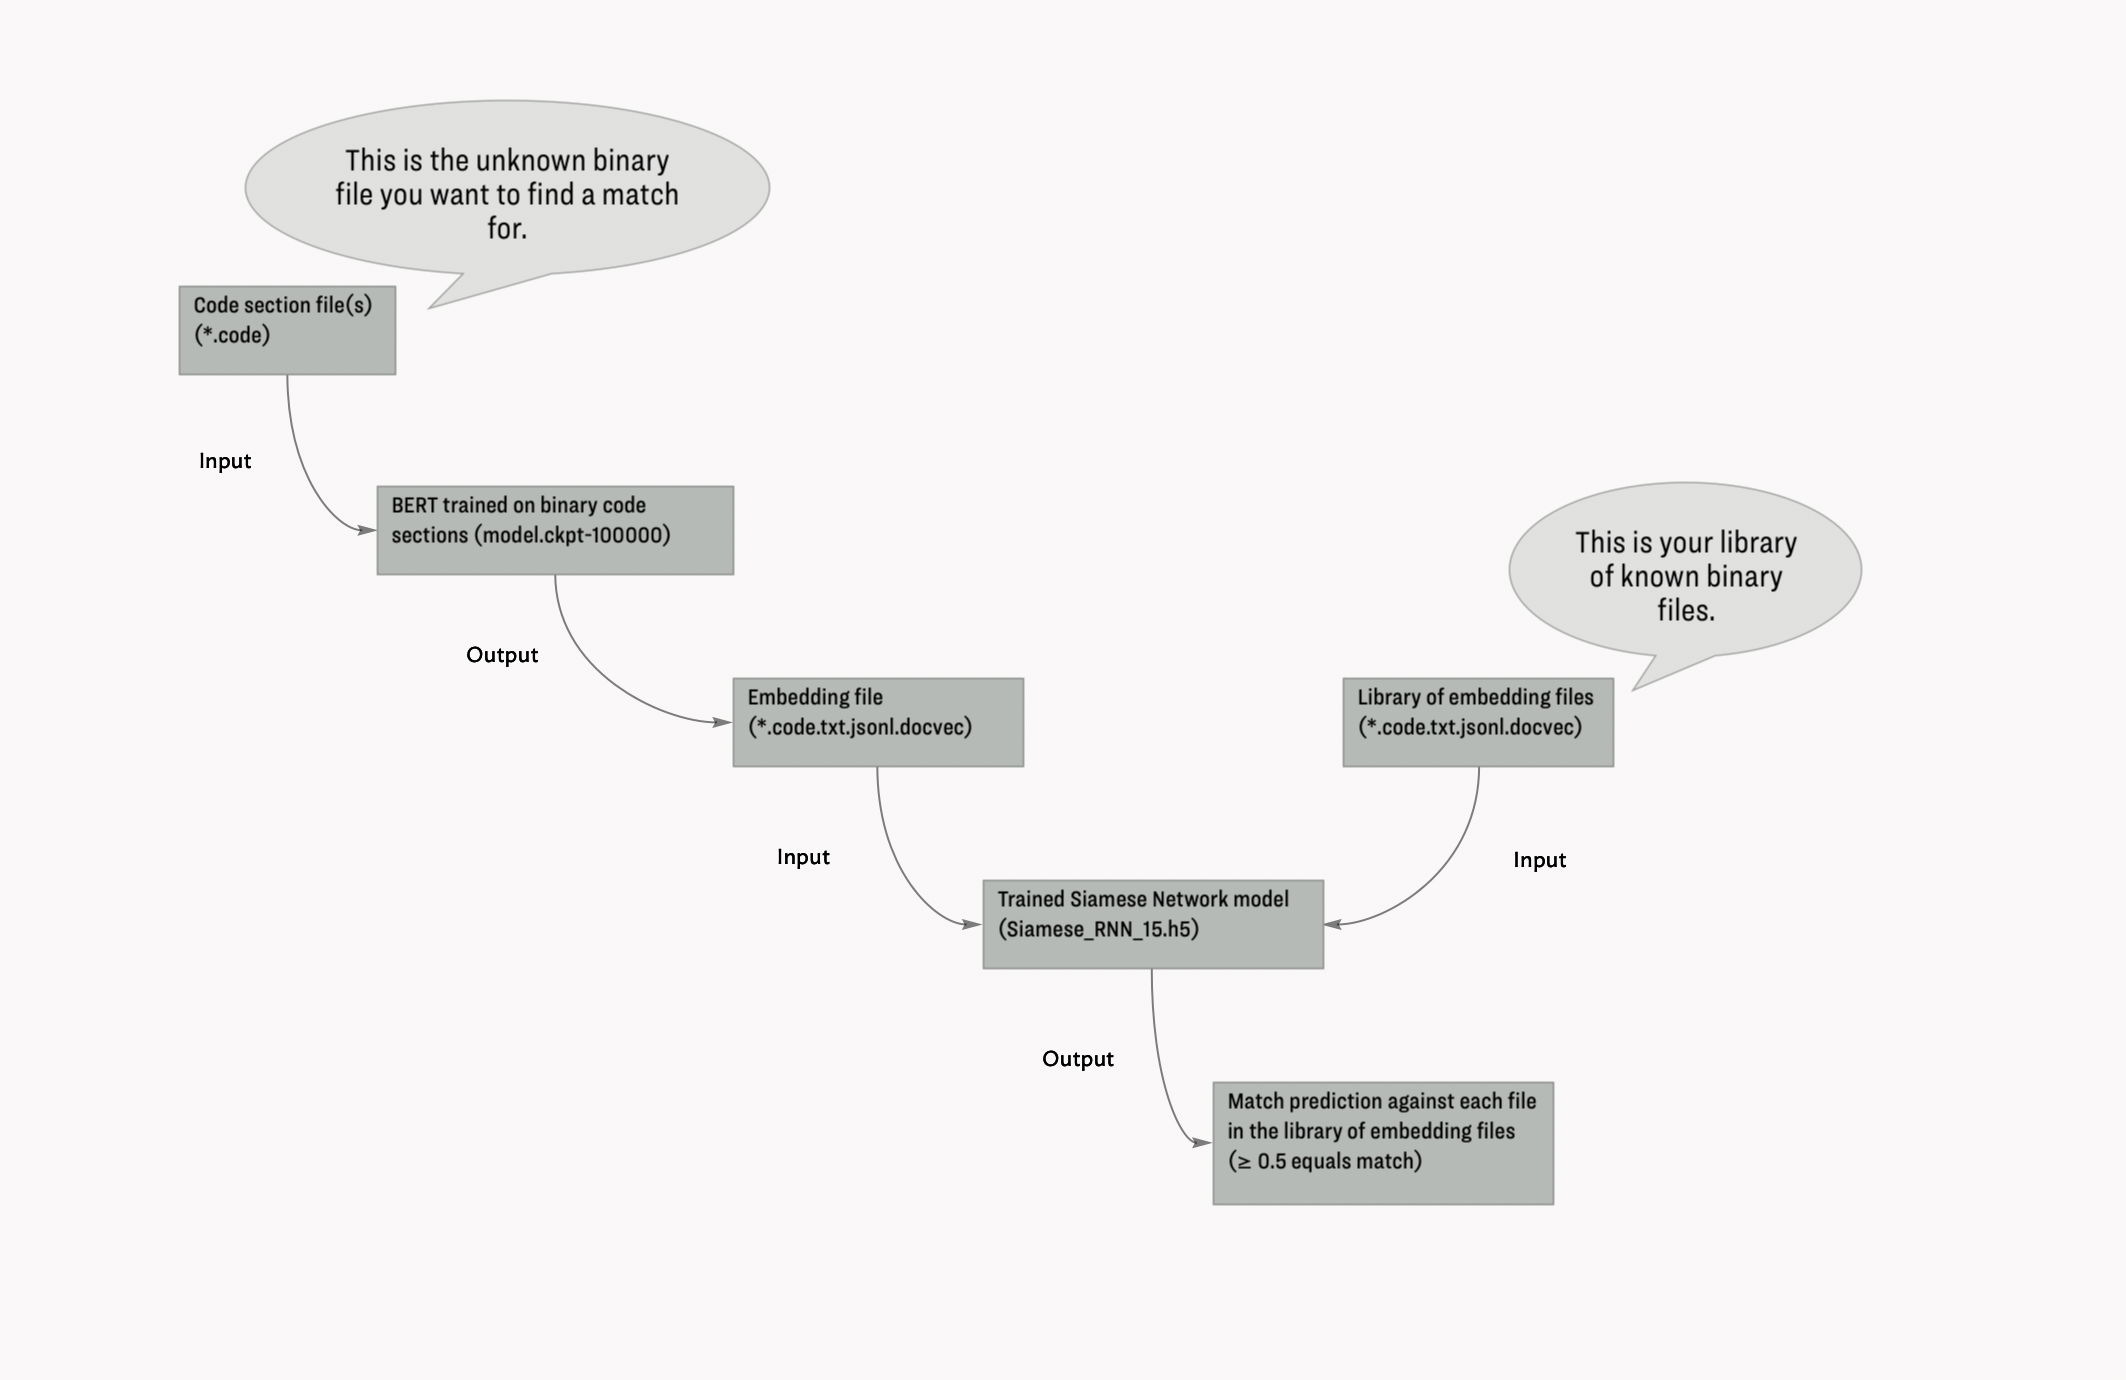 This is the unknown binary
file you want to find a match
for.
Code section file(s)
(*.code)
Input
BERT trained on binary code
sections (model.ckpt-100000)
Output
This is your library
of known binary
files.
Embedding file
(*.code.txt.jsonl.docvec)
Library of embedding files
(*.code.txt.jsonl.docvec)
Input
Input
Trained Siamese Network model
(Siamese_RNN_15.h5)
Output
Match prediction against each file
in the library of embedding files
(≥ 0.5 equals match)